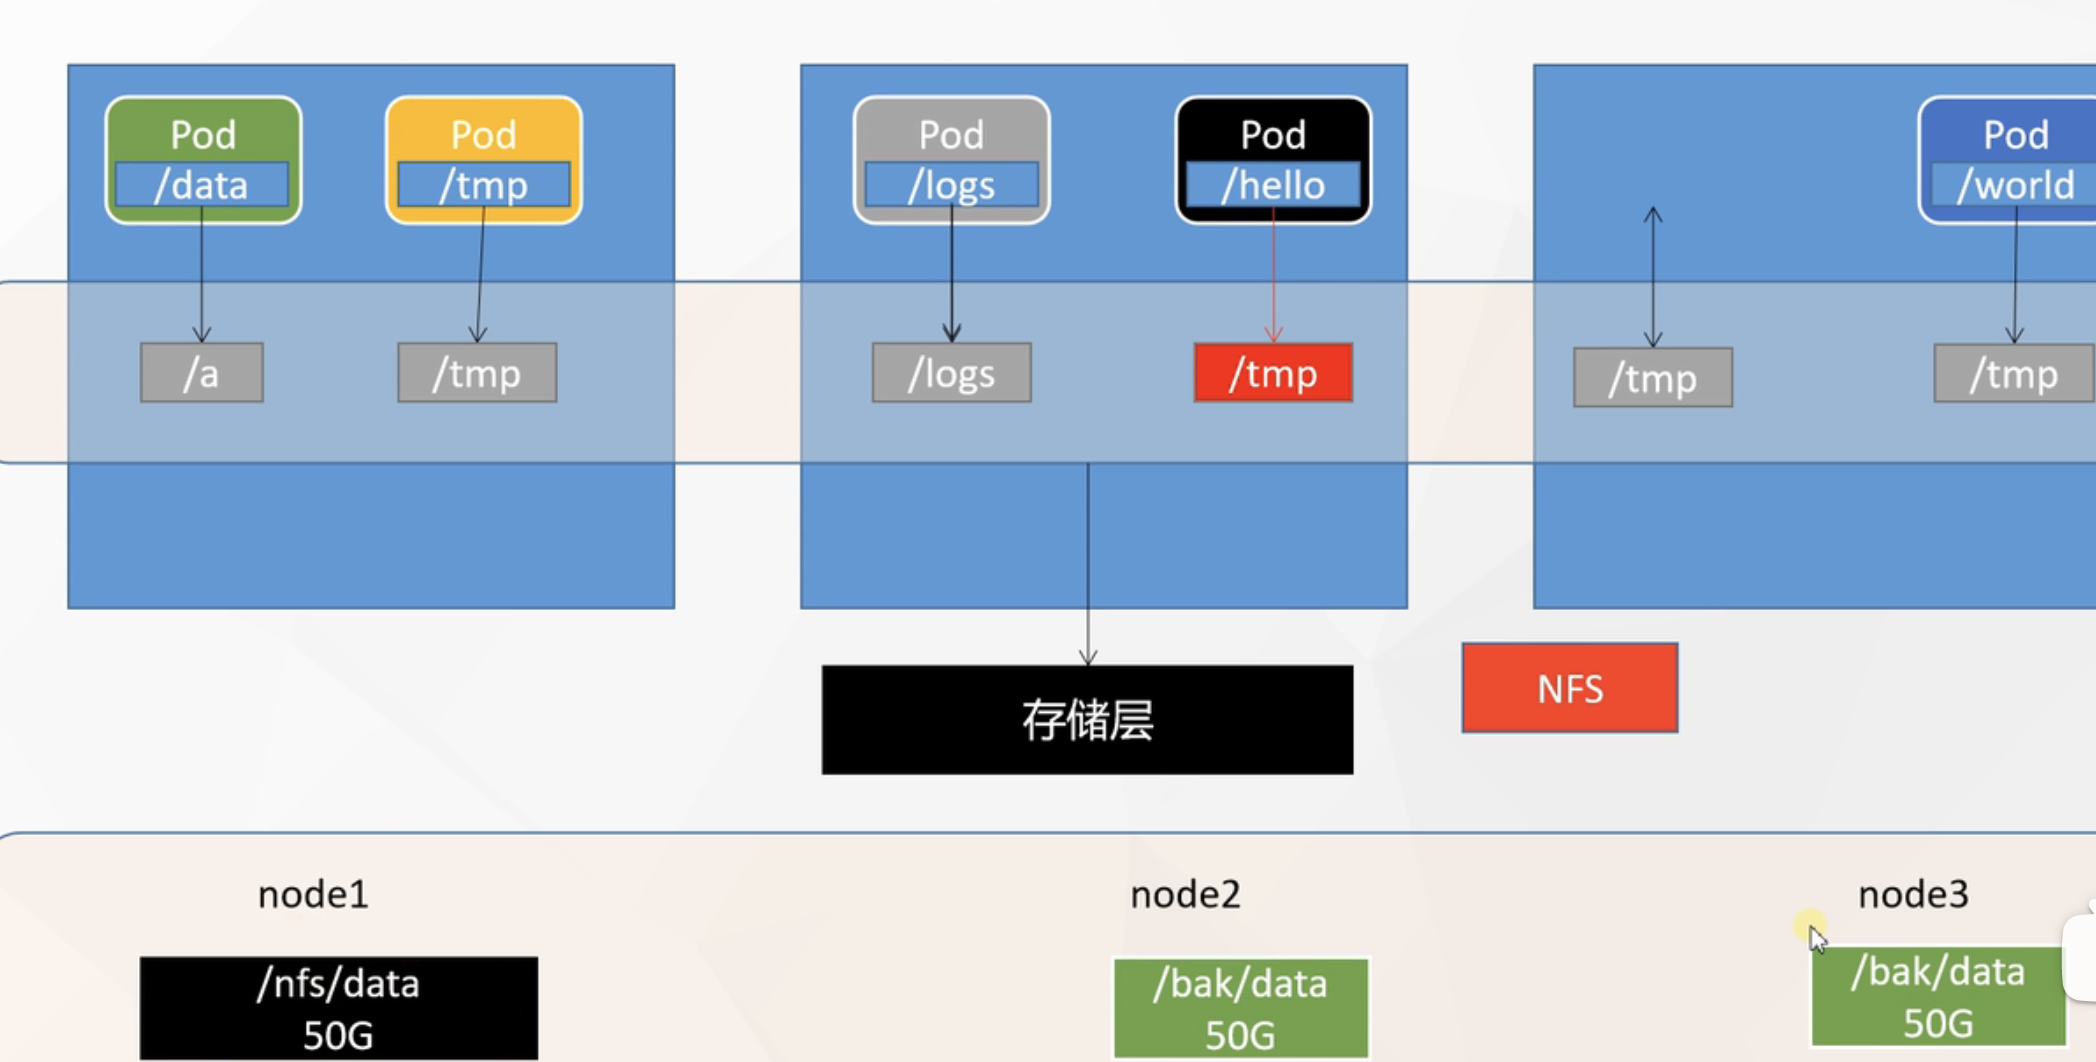 Pod
/data
Pod
/tmp
Pod
/logs
Pod
/hello
Pod
/world
/a
/tmp
/logs
/tmp
/tmp
/tmp
存储层
NFS
node1
node2
node3
/nfs/data
50G
/bak/data
50G
/bak/data
50G